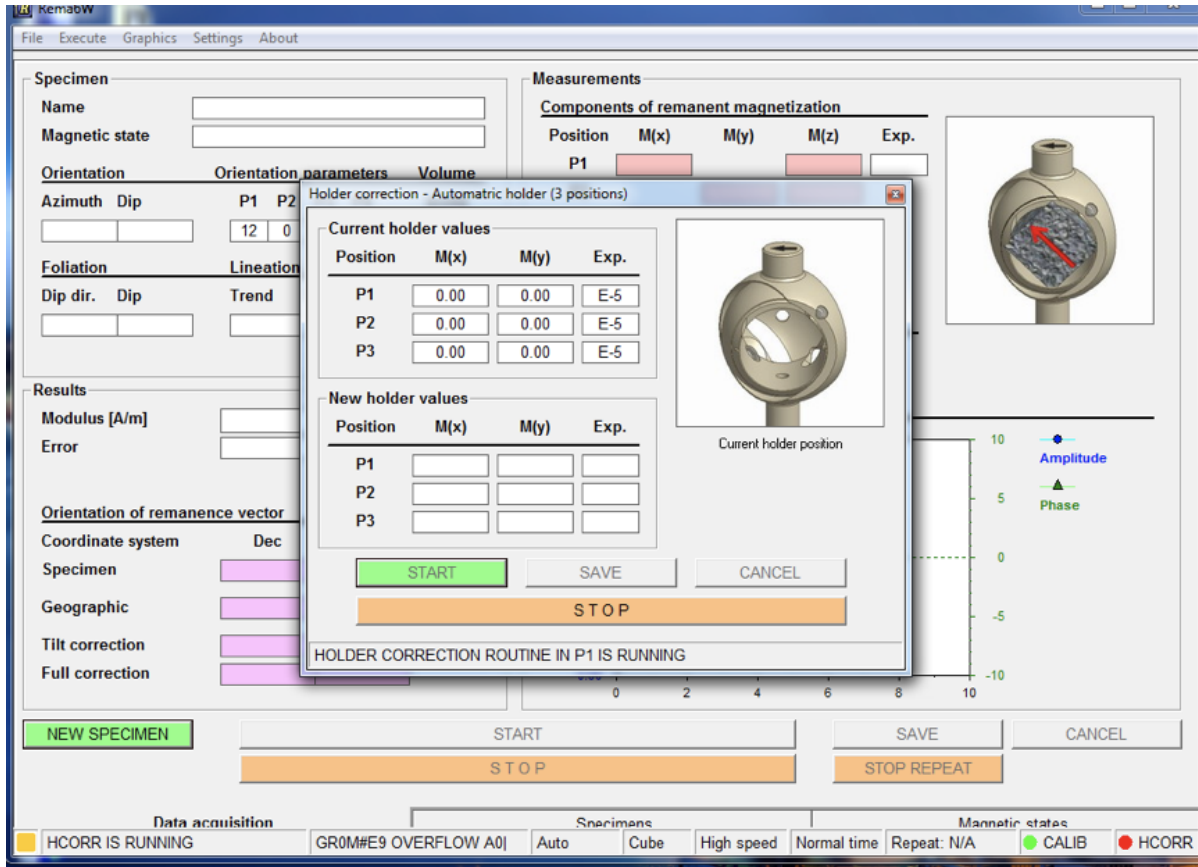 Rema6W
File Execute Graphics Settings About
Specimen
Name
Magnetic state
Orientation Orientation parameters Volume
Azimuth Dip P1 P2
12 0
Foliation Lineation
Dip dir. Dip Trend
Measurements
Components of remanent magnetization
Position M(x) M(y) M(z) Exp.
P1
Holder correction - Automatric holder (3 positions)
Current holder values
Position M(x) M(y) Exp.
P1 0.00 0.00 E-5
P2 0.00 0.00 E-5
P3 0.00 0.00 E-5
New holder values
Position M(x) M(y) Exp.
P1
P2
P3
Current holder position
START SAVE CANCEL
STOP
HOLDER CORRECTION ROUTINE IN P1 IS RUNNING
Results
Modulus [A/m]
Error
Orientation of remanence vector
Coordinate system Dec
Specimen
Geographic
Tilt correction
Full correction
10
5
0
-5
-10
Amplitude
Phase
0 2 4 6 8 10
NEW SPECIMEN START SAVE CANCEL
STOP STOP REPEAT
Data acquisition Specimens Magnetic states
HCORR IS RUNNING GR0M#E9 OVERFLOW A0| Auto Cube High speed Normal time Repeat: N/A CALIB HCORR